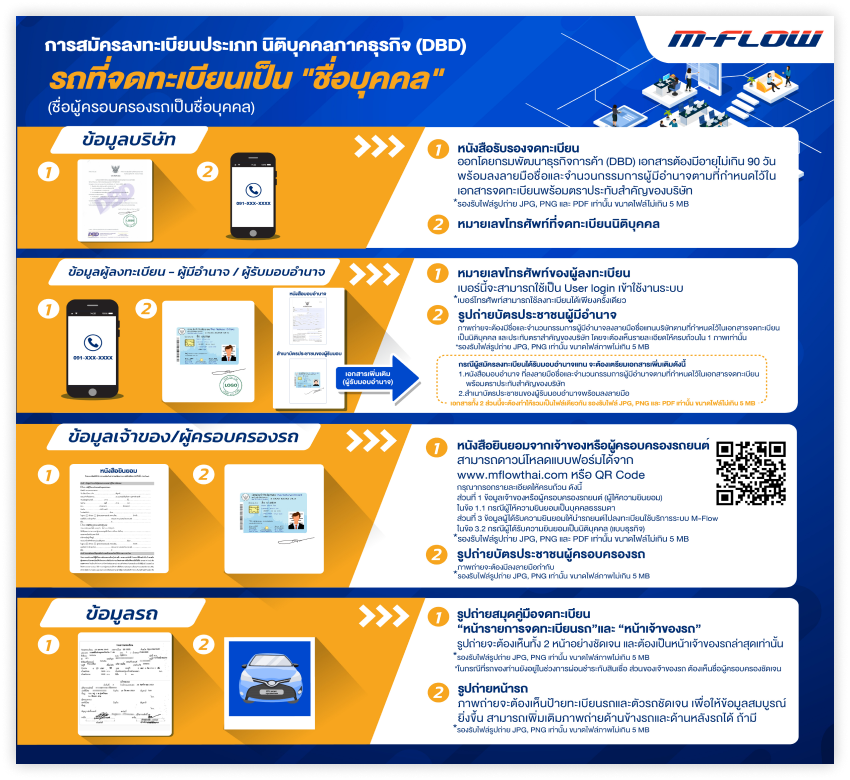 การสมัครลงทะเบียนประเภท นิติบุคคลภาคธุรกิจ (DBD)
M-FLOW
รถที่จดทะเบียนเป็น "ชื่อบุคคล"
(ชื่อผู้ครอบครองรถเป็นชื่อบุคคล)
ข้อมูลบริษัท
1
2
DBD
DBD
091-XXX-XXXX
1 หนังสือรับรองจดทะเบียน
ออกโดยกรมพัฒนาธุรกิจการค้า (DBD) เอกสารต้องมีอายุไม่เกิน 90 วัน
พร้อมลงลายมือชื่อและจำนวนกรรมการผู้มีอำนาจตามที่กำหนดไว้ใน
เอกสารจดทะเบียนพร้อมตราประทับสำคัญของบริษัท
*รองรับไฟล์รูปถ่าย JPG, PNG และ PDF เท่านั้น ขนาดไฟล์ไม่เกิน 5 MB
2 หมายเลขโทรศัพท์ที่จดทะเบียนนิติบุคคล
ข้อมูลผู้ลงทะเบียน - ผู้มีอำนาจ / ผู้รับมอบอำนาจ
1
2
091-XXX-XXXX
LOGO
หนังสือมอบอำนาจ
สำเนาบัตรประชาชนของผู้รับมอบ
เอกสารเพิ่มเติม
(ผู้รับมอบอำนาจ)
1 หมายเลขโทรศัพท์ของผู้ลงทะเบียน
เบอร์นี้จะสามารถใช้เป็น User login เข้าใช้งานระบบ
*เบอร์โทรศัพท์สามารถใช้ลงทะเบียนได้เพียงครั้งเดียว
2 รูปถ่ายบัตรประชาชนผู้มีอำนาจ
ภาพถ่ายจะต้องมีชื่อและจำนวนกรรมการผู้มีอำนาจลงลายมือชื่อแทนบริษัทตามที่กำหนดไว้ในเอกสารจดทะเบียน
เป็นนิติบุคคล และประทับตราสำคัญของบริษัท โดยจะต้องเห็นรายละเอียดให้ครบถ้วนใน 1 ภาพเท่านั้น
*รองรับไฟล์รูปถ่าย JPG, PNG เท่านั้น ขนาดไฟล์ภาพไม่เกิน 5 MB
กรณีผู้สมัครลงทะเบียนได้รับมอบอำนาจแทน จะต้องเตรียมเอกสารเพิ่มเติมดังนี้
1.หนังสือมอบอำนาจ ที่ลงลายมือชื่อและจำนวนกรรมการผู้มีอำนาจตามที่กำหนดไว้ในเอกสารจดทะเบียน
พร้อมตราประทับสำคัญของบริษัท
2.สำเนาบัตรประชาชนของผู้รับมอบอำนาจพร้อมลงลายมือ
เอกสารทั้ง 2 ส่วนนี้จะต้องทำให้รวมเป็นไฟล์เดียวกัน รองรับไฟล์ JPG, PNG และ PDF เท่านั้น ขนาดไฟล์ไม่เกิน 5 MB
ข้อมูลเจ้าของ/ผู้ครอบครองรถ
1
2
หนังสือยินยอม
1 หนังสือยินยอมจากเจ้าของหรือผู้ครอบครองรถยนต์
สามารถดาวน์โหลดแบบฟอร์มได้จาก
www.mflowthai.com หรือ QR Code
กรุณากรอกรายละเอียดให้ครบถ้วน ดังนี้
ส่วนที่ 1 ข้อมูลเจ้าของหรือผู้ครอบครองรถยนต์ (ผู้ให้ความยินยอม)
ในข้อ 1.1 กรณีผู้ให้ความยินยอมเป็นบุคคลธรรมดา
ส่วนที่ 3 ข้อมูลผู้ได้รับความยินยอมให้นำรถยนต์ไปลงทะเบียนใช้บริการระบบ M-Flow
ในข้อ 3.2 กรณีผู้ได้รับความยินยอมเป็นนิติบุคคล (แบบธุรกิจ)
*รองรับไฟล์รูปถ่าย JPG, PNG และ PDF เท่านั้น ขนาดไฟล์ภาพไม่เกิน 5 MB
2 รูปถ่ายบัตรประชาชนผู้ครอบครองรถ
ภาพถ่ายจะต้องมีลงลายมือกำกับ
*รองรับไฟล์รูปถ่าย JPG, PNG เท่านั้น ขนาดไฟล์ภาพไม่เกิน 5 MB
ข้อมูลรถ
1
2
1 รูปถ่ายสมุดคู่มือจดทะเบียน
“หน้ารายการจดทะเบียนรถ”และ “หน้าเจ้าของรถ”
รูปถ่ายจะต้องเห็นทั้ง 2 หน้าอย่างชัดเจน และต้องเป็นหน้าเจ้าของรถล่าสุดเท่านั้น
*รองรับไฟล์รูปถ่าย JPG, PNG เท่านั้น ขนาดไฟล์ภาพไม่เกิน 5 MB
*ในกรณีที่รถของท่านยังอยู่ในช่วงการผ่อนชำระกับสินเชื่อ ส่วนของเจ้าของรถ ต้องเห็นชื่อผู้ครอบครองชัดเจน
2 รูปถ่ายหน้ารถ
ภาพถ่ายจะต้องเห็นป้ายทะเบียนรถและตัวรถชัดเจน เพื่อให้ข้อมูลสมบูรณ์
ยิ่งขึ้น สามารถเพิ่มเติมภาพถ่ายด้านข้างรถและด้านหลังรถได้ ถ้ามี
*รองรับไฟล์รูปถ่าย JPG, PNG เท่านั้น ขนาดไฟล์ภาพไม่เกิน 5 MB